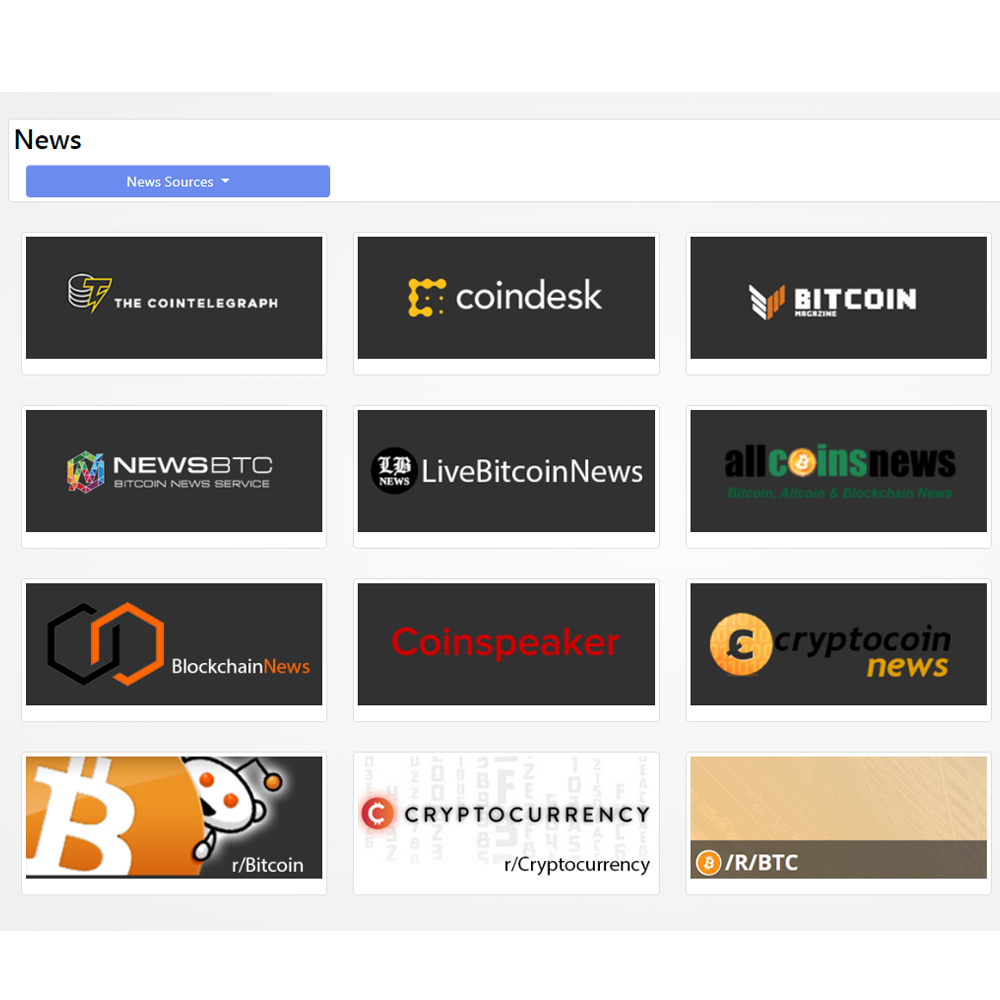 News
News Sources
THE COINTELEGRAPH
coindesk
BITCOIN
MAGAZINE
NEWSBTC
BITCOIN NEWS SERVICE
LB
NEWS
LiveBitcoinNews
allcoinsnews
Bitcoin, Altcoin & Blockchain News
BlockchainNews
Coinspeaker
cryptocoin
news
r/Bitcoin
CRYPTOCURRENCY
r/Cryptocurrency
/R/BTC